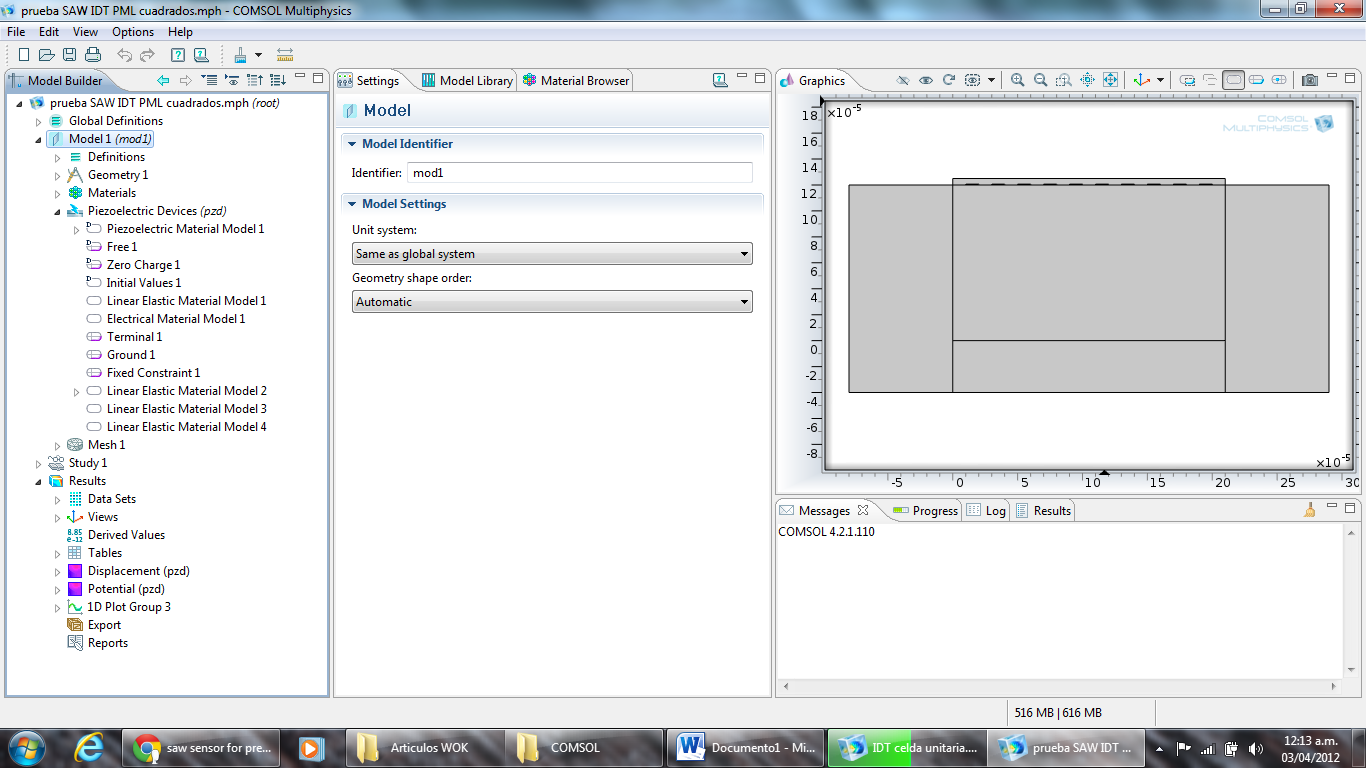 prueba SAW IDT PML cuadrados.mph - COMSOL Multiphysics
File Edit View Options Help
Model Builder
prueba SAW IDT PML cuadrados.mph (root)
Global Definitions
Model 1 (mod1)
Definitions
Geometry 1
Materials
Piezoelectric Devices (pzd)
Piezoelectric Material Model 1
Free 1
Zero Charge 1
Initial Values 1
Linear Elastic Material Model 1
Electrical Material Model 1
Terminal 1
Ground 1
Fixed Constraint 1
Linear Elastic Material Model 2
Linear Elastic Material Model 3
Linear Elastic Material Model 4
Mesh 1
Study 1
Results
Data Sets
Views
8.85
e-12
Derived Values
Tables
Displacement (pzd)
Potential (pzd)
1D Plot Group 3
Export
Reports
Settings Model Library Material Browser
Model
Model Identifier
Identifier: mod1
Model Settings
Unit system:
Same as global system
Geometry shape order:
Automatic
Graphics
×10⁻⁵
COMSOL
MULTIPHYSICS
18
16
14
12
10
8
6
4
2
0
-2
-4
-6
-8
×10⁻⁵
-5 0 5 10 15 20 25 30
Messages Progress Log Results
COMSOL 4.2.1.110
516 MB | 616 MB
saw sensor for pre...
Articulos WOK
COMSOL
Documento1 - Mi...
IDT celda unitaria....
prueba SAW IDT ...
12:13 a.m.
03/04/2012